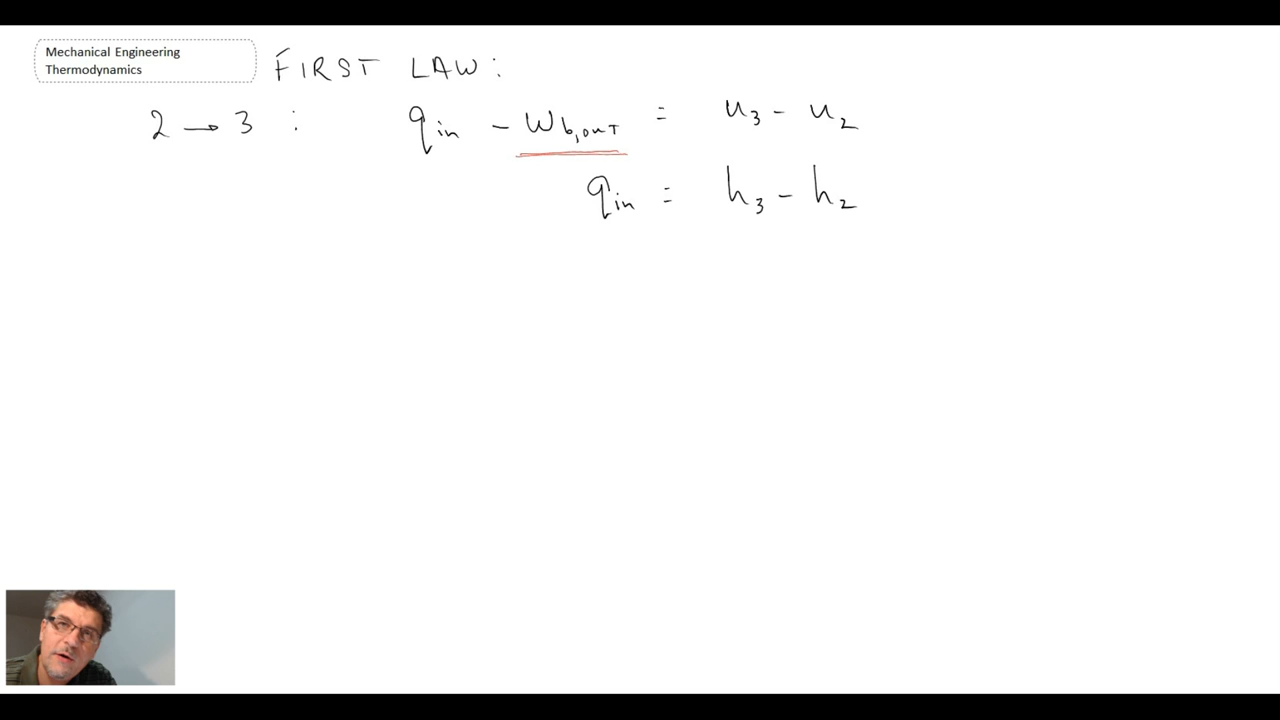 Mechanical Engineering
Thermodynamics
FIRST LAW:
2 → 3 : q_in - w_b,out = u_3 - u_2
q_in = h_3 - h_2